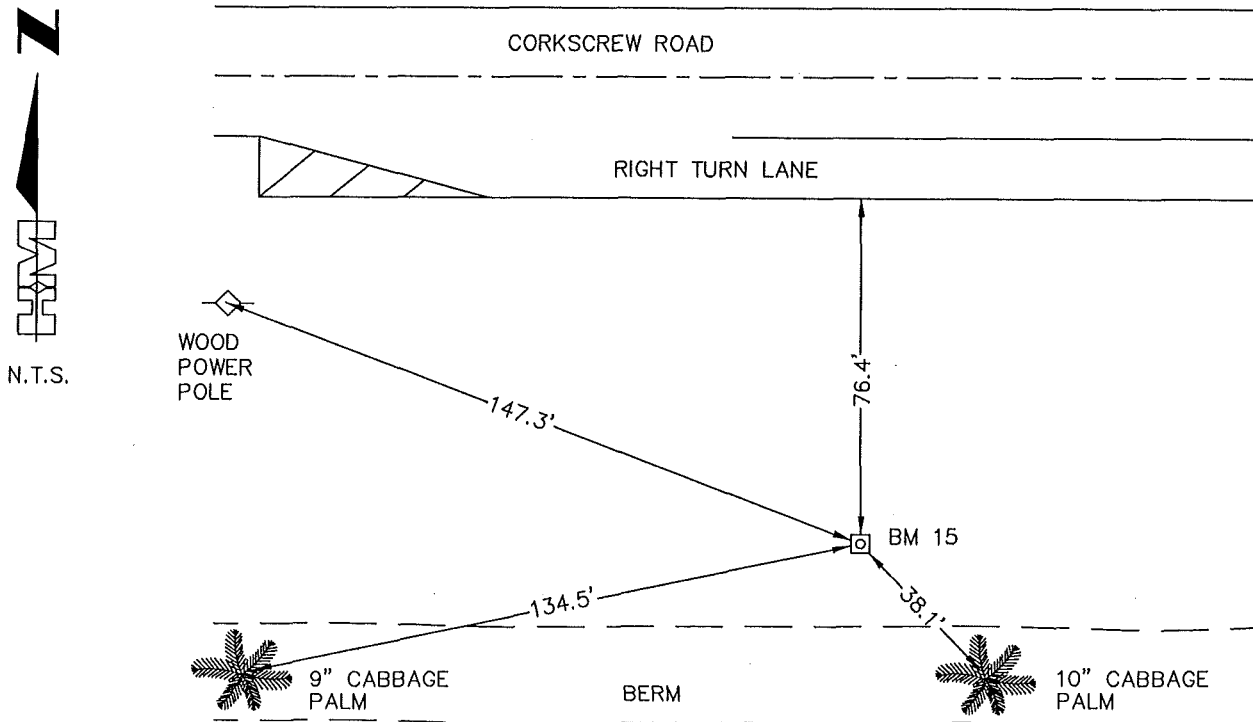 N
CORKSCREW ROAD
RIGHT TURN LANE
HM
N.T.S.
WOOD
POWER
POLE
147.3'
76.4'
BM 15
134.5'
38.1'
9" CABBAGE
PALM
BERM
10" CABBAGE
PALM